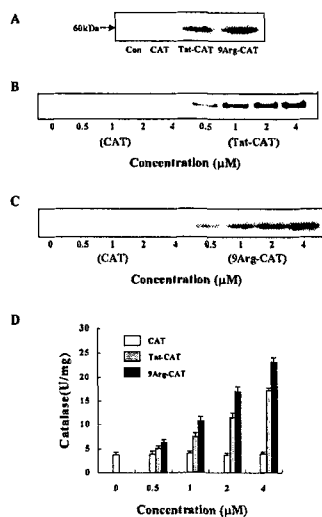 A
60kDa
Con CAT Tat-CAT 9Arg-CAT
B
0 0.5 1 2 4 0.5 1 2 4
(CAT) (Tat-CAT)
Concentration (μM)
C
0 0.5 1 2 4 0.5 1 2 4
(CAT) (9Arg-CAT)
Concentration (μM)
D
30
25
20
15
10
5
0
Catalase(U/mg)
CAT
Tat-CAT
9Arg-CAT
0 0.5 1 2 4
Concentration (μM)